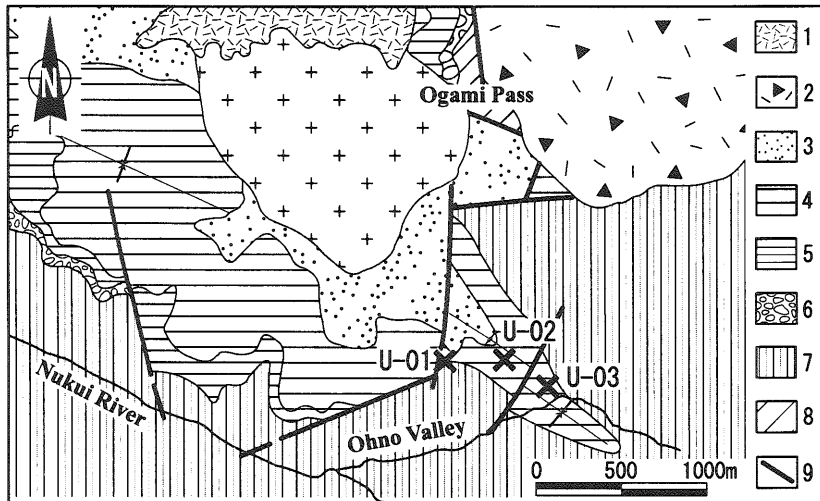 N
Ogami Pass
U-01
U-02
U-03
Nukui River
Ohno Valley
0 500 1000m
1
2
3
4
5
6
7
8
9